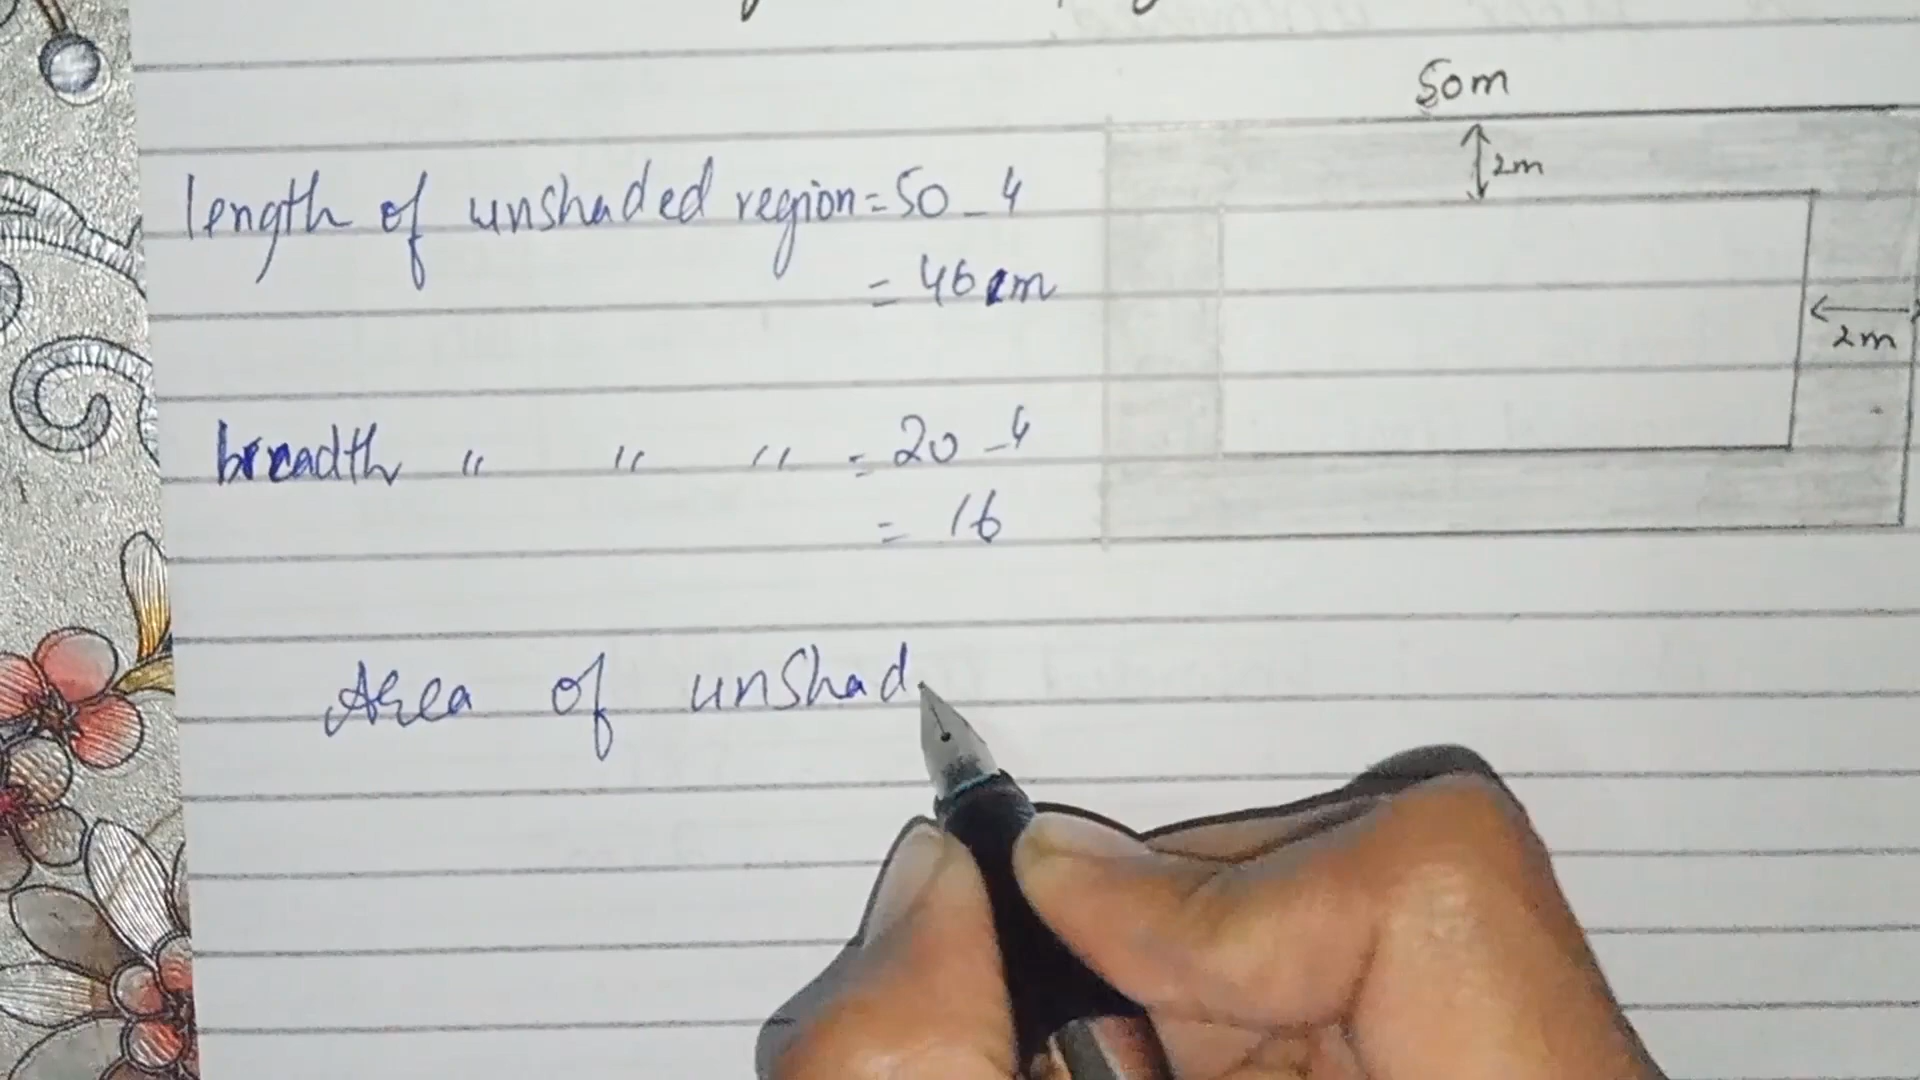 50m
2m
length of unshaded region = 50 - 4
= 46 m
2m
breadth " " " = 20 - 4
= 16
Area of unshad